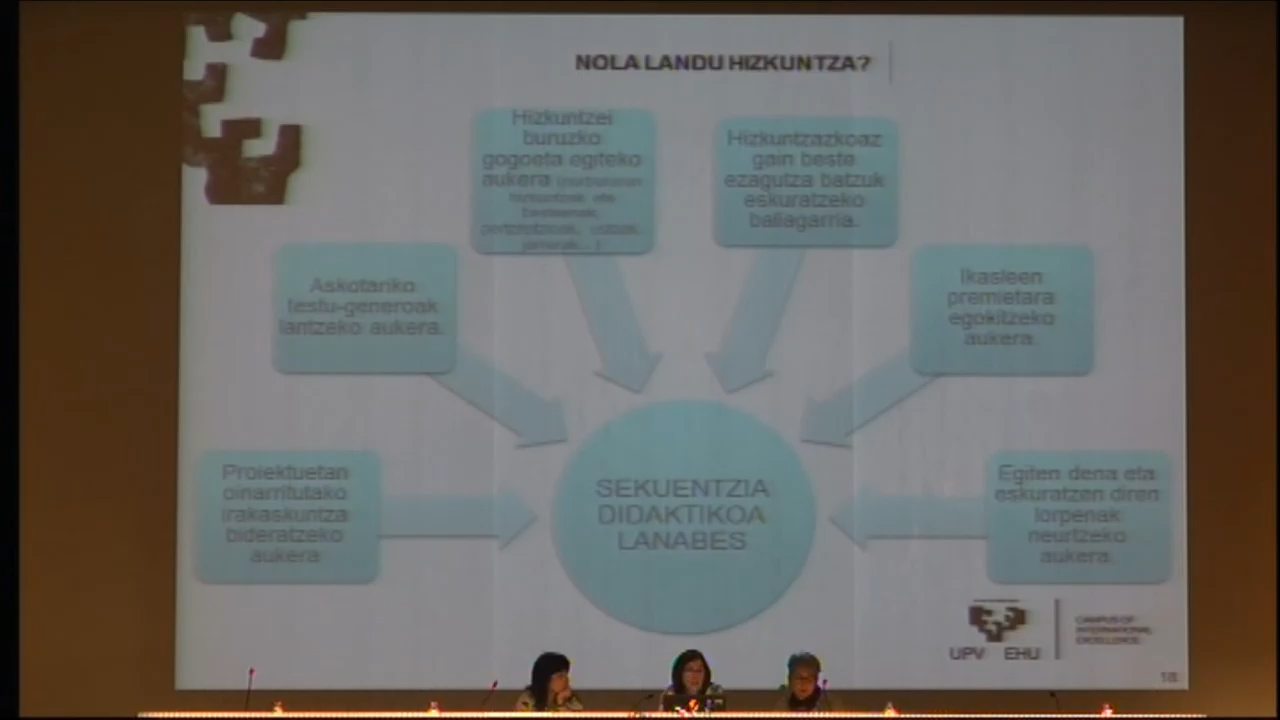 NOLA LANDU HIZKUNTZA?
Hizkuntzei
buruzko
gogoeta egiteko
aukera
Hizkuntzazkoaz
gain beste
ezagutza batzuk
eskuratzeko
baliagarria.
Askotariko
testu-generoak
lantzeko aukera.
Ikasleen
premietara
egokitzeko
aukera.
Proiektuetan
oinarritutako
irakaskuntza
bideratzeko
aukera
SEKUENTZIA
DIDAKTIKOA
LANABES
Egiten dena eta
eskuratzen diren
lorpenak
neurtzeko
aukera.
UPV EHU
CAMPUS OF
INTERNATIONAL
EXCELLENCE
18